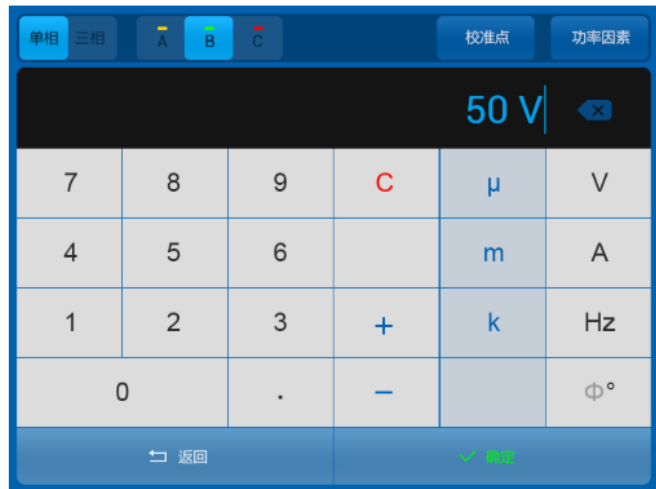 单相 三相 A B C 校准点 功率因素
50 V
7 8 9 C μ V
4 5 6 m A
1 2 3 + k Hz
0 . − Φ°
返回 确定